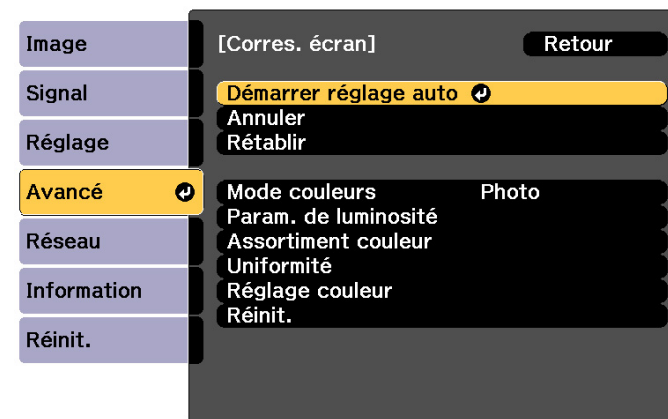 Image
Signal
Réglage
Avancé
Réseau
Information
Réinit.
[Corres. écran] Retour
Démarrer réglage auto
Annuler
Rétablir
Mode couleurs Photo
Param. de luminosité
Assortiment couleur
Uniformité
Réglage couleur
Réinit.